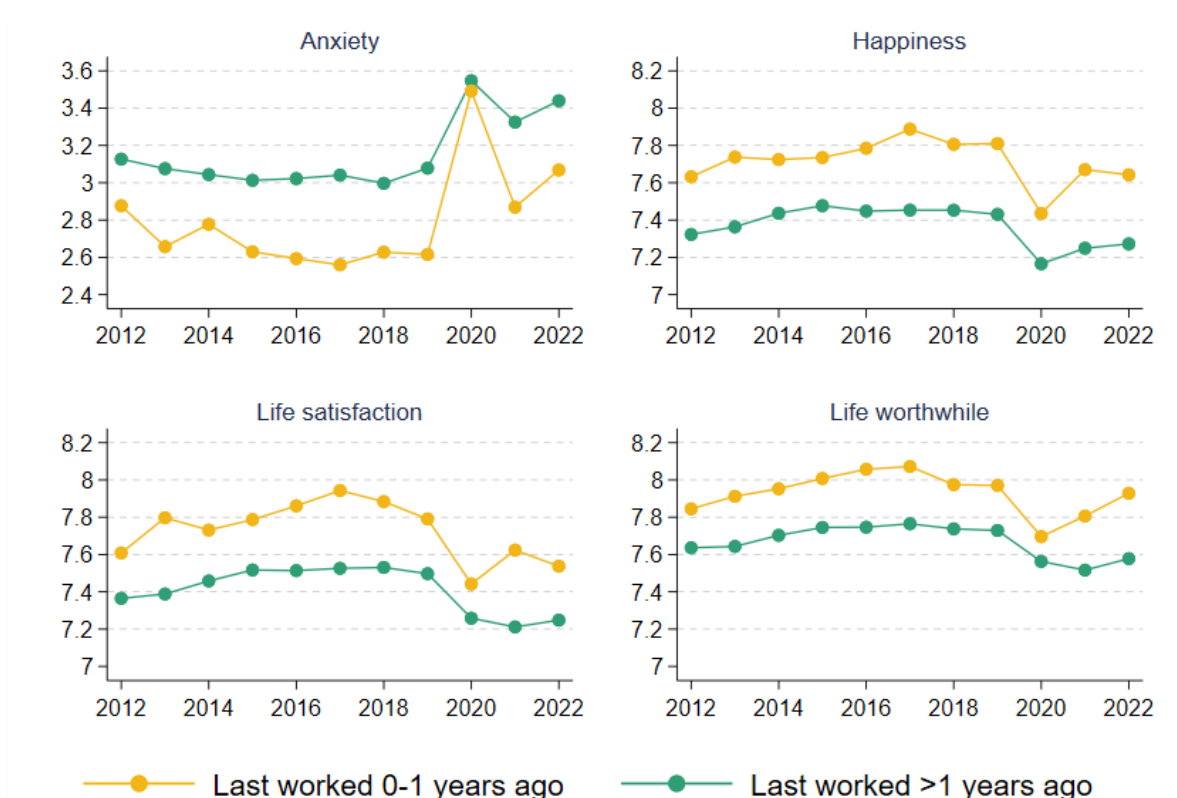 Anxiety
3.6
3.4
3.2
3
2.8
2.6
2.4
2012 2014 2016 2018 2020 2022
Happiness
8.2
8
7.8
7.6
7.4
7.2
7
2012 2014 2016 2018 2020 2022
Life satisfaction
8.2
8
7.8
7.6
7.4
7.2
7
2012 2014 2016 2018 2020 2022
Life worthwhile
8.2
8
7.8
7.6
7.4
7.2
7
2012 2014 2016 2018 2020 2022
Last worked 0-1 years ago
Last worked >1 years ago